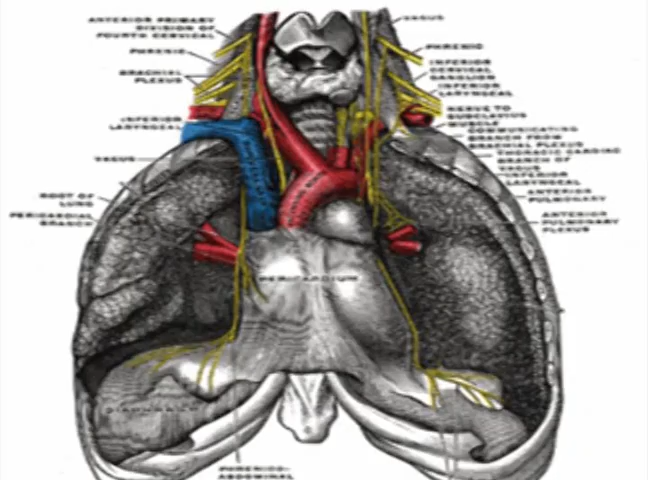 ANTERIOR PRIMARY
DIVISION OF
FOURTH CERVICAL
PHRENIC
BRACHIAL
PLEXUS
INFERIOR
LARYNGEAL
VAGUS
ROOT OF
LUNG
PERICARDIAL
BRANCH
VAGUS
PHRENIC
INFERIOR
CERVICAL
GANGLION
INFERIOR
LARYNGEAL
NERVE TO
SUBCLAVIUS
MUSCLE
COMMUNICATING
BRANCH FROM
BRACHIAL PLEXUS
THORACIC CARDIAC
BRANCH OF
VAGUS
INFERIOR
LARYNGEAL
ANTERIOR
PULMONARY
ANTERIOR
PULMONARY
PLEXUS
PERICARDIUM
DIAPHRAGM
PHRENICO-
ABDOMINAL